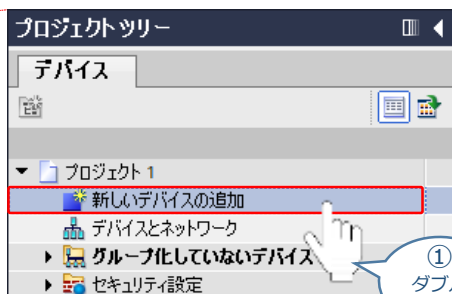 プロジェクトツリー
デバイス
プロジェクト 1
新しいデバイスの追加
デバイスとネットワーク
グループ化していないデバイス
セキュリティ設定
①